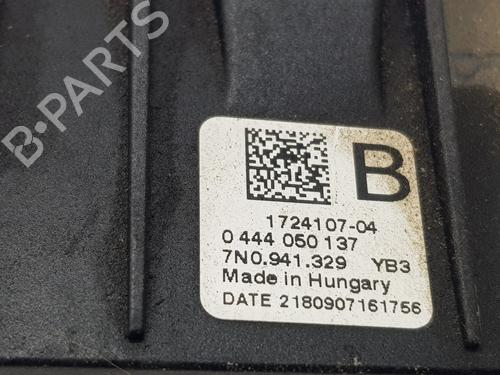 B-PARTS
B
1724107-04
0 444 050 137
7N0.941.329 YB3
Made in Hungary
DATE 2180907161756